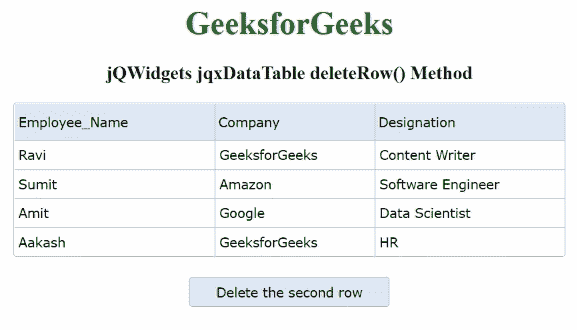 GeeksforGeeks
jQWidgets jqxDataTable deleteRow() Method
Employee_Name Company Designation
Ravi GeeksforGeeks Content Writer
Sumit Amazon Software Engineer
Amit Google Data Scientist
Aakash GeeksforGeeks HR
Delete the second row